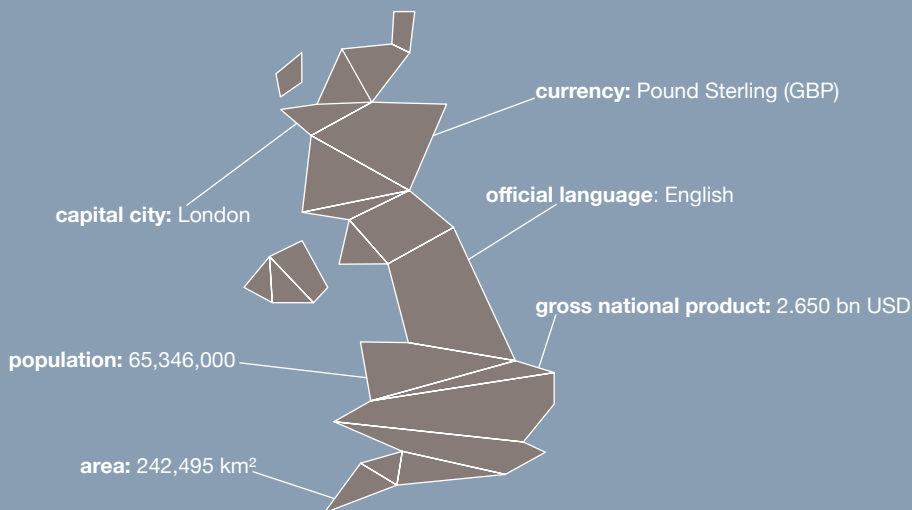 currency: Pound Sterling (GBP)
official language: English
capital city: London
gross national product: 2.650 bn USD
population: 65,346,000
area: 242,495 km²